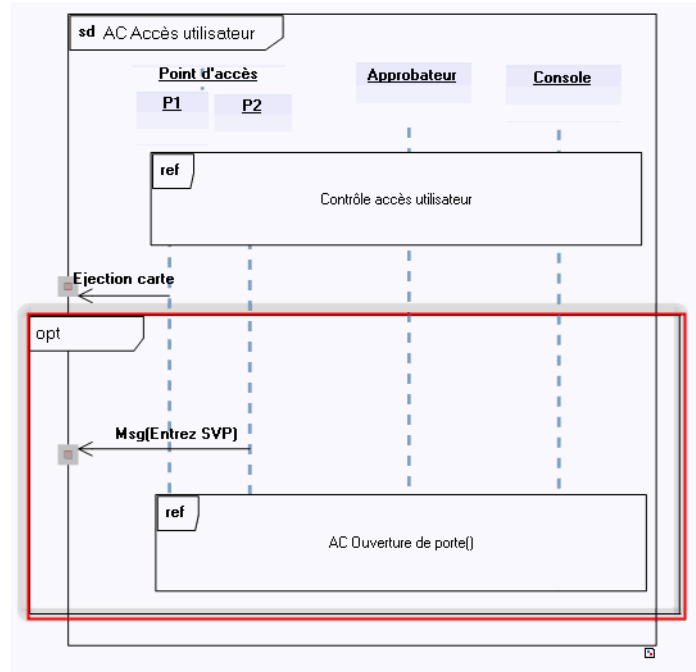 sd AC Accès utilisateur
Point d'accès
Approbateur
Console
P1
P2
ref
Contrôle accès utilisateur
Ejection carte
opt
Msg(Entrez SVP)
ref
AC Ouverture de porte()